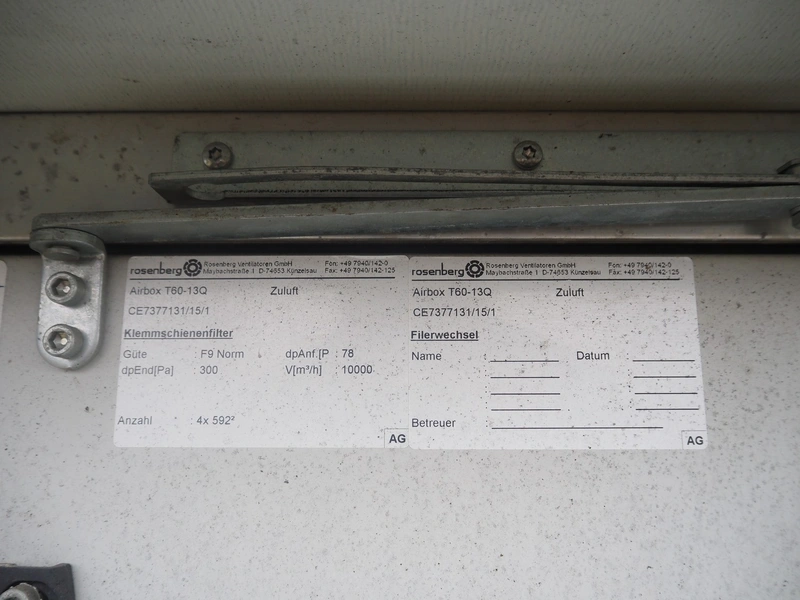 rosenberg Rosenberg Ventilatoren GmbH Fon: +49 7940/142-0
Maybachstraße 1 D-74653 Künzelsau Fax: +49 7940/142-125
Airbox T60-13Q Zuluft
CE7377131/15/1
Klemmschienenfilter
Güte : F9 Norm dpAnf.[P : 78
dpEnd[Pa] : 300 V[m³/h] : 10000
Anzahl : 4x 592²
AG
rosenberg Rosenberg Ventilatoren GmbH Fon: +49 7940/142-0
Maybachstraße 1 D-74653 Künzelsau Fax: +49 7940/142-125
Airbox T60-13Q Zuluft
CE7377131/15/1
Filerwechsel
Name : Datum :
Betreuer :
AG